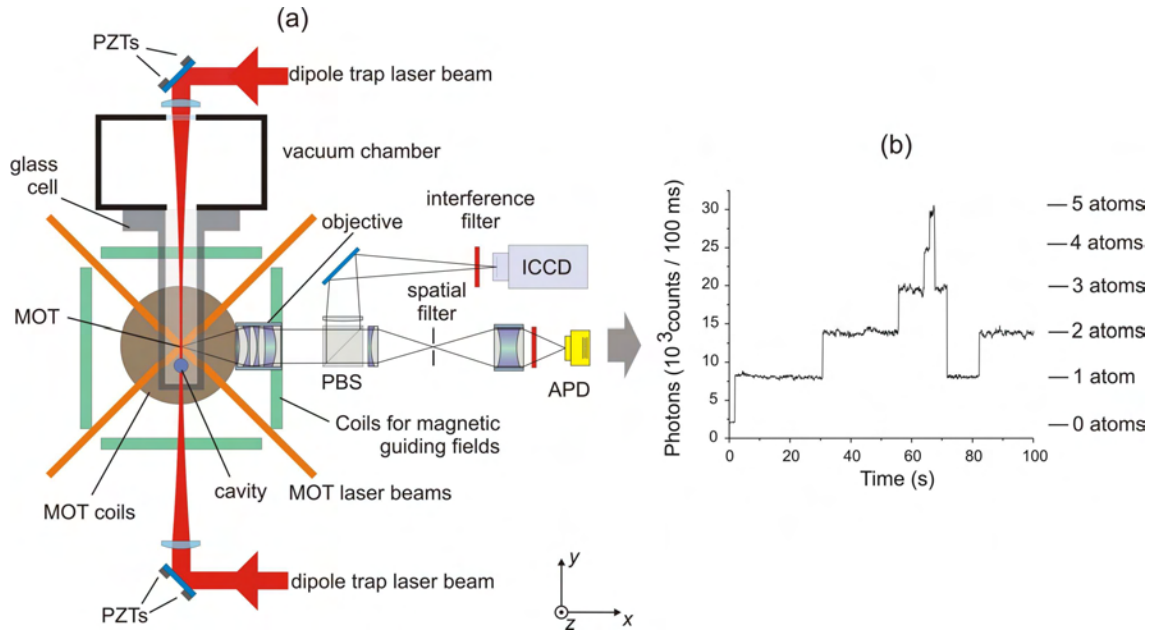 (a)
PZTs
dipole trap laser beam
vacuum chamber
glass
cell
objective
interference
filter
ICCD
spatial
filter
MOT
PBS
APD
Coils for magnetic
guiding fields
cavity
MOT laser beams
MOT coils
dipole trap laser beam
PZTs
y
x
z
(b)
Photons (10³counts / 100 ms)
30
25
20
15
10
5
0
0
20
40
60
80
100
Time (s)
5 atoms
4 atoms
3 atoms
2 atoms
1 atom
0 atoms